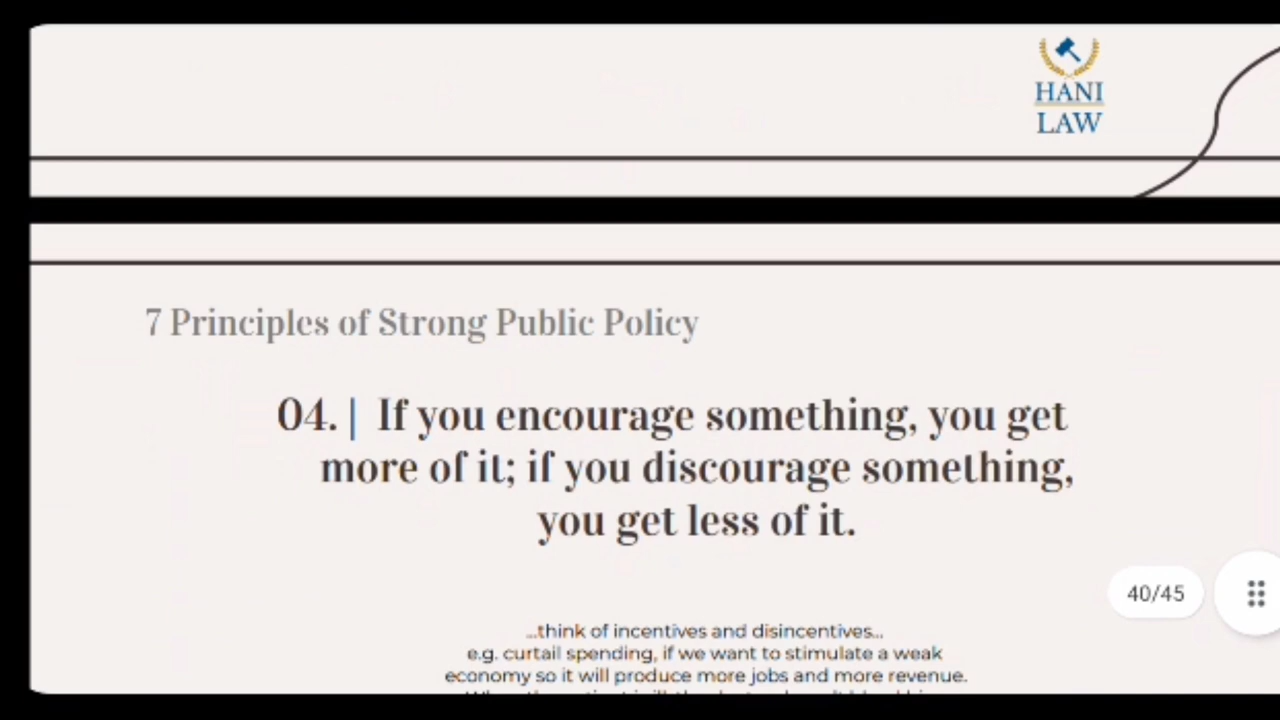 HANI
LAW
7 Principles of Strong Public Policy
04. | If you encourage something, you get
more of it; if you discourage something,
you get less of it.
40/45
...think of incentives and disincentives...
e.g. curtail spending, if we want to stimulate a weak
economy so it will produce more jobs and more revenue.